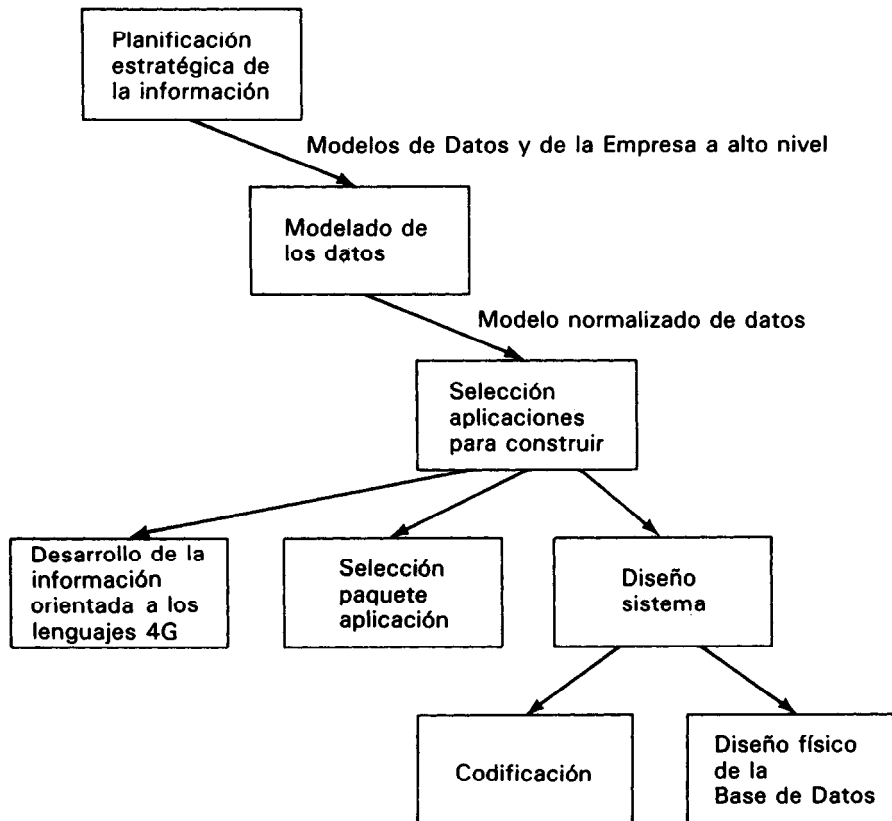 Planificación
estratégica de
la información
Modelos de Datos y de la Empresa a alto nivel
Modelado de
los datos
Modelo normalizado de datos
Selección
aplicaciones
para construir
Desarrollo de la
información
orientada a los
lenguajes 4G
Selección
paquete
aplicación
Diseño
sistema
Codificación
Diseño físico
de la
Base de Datos